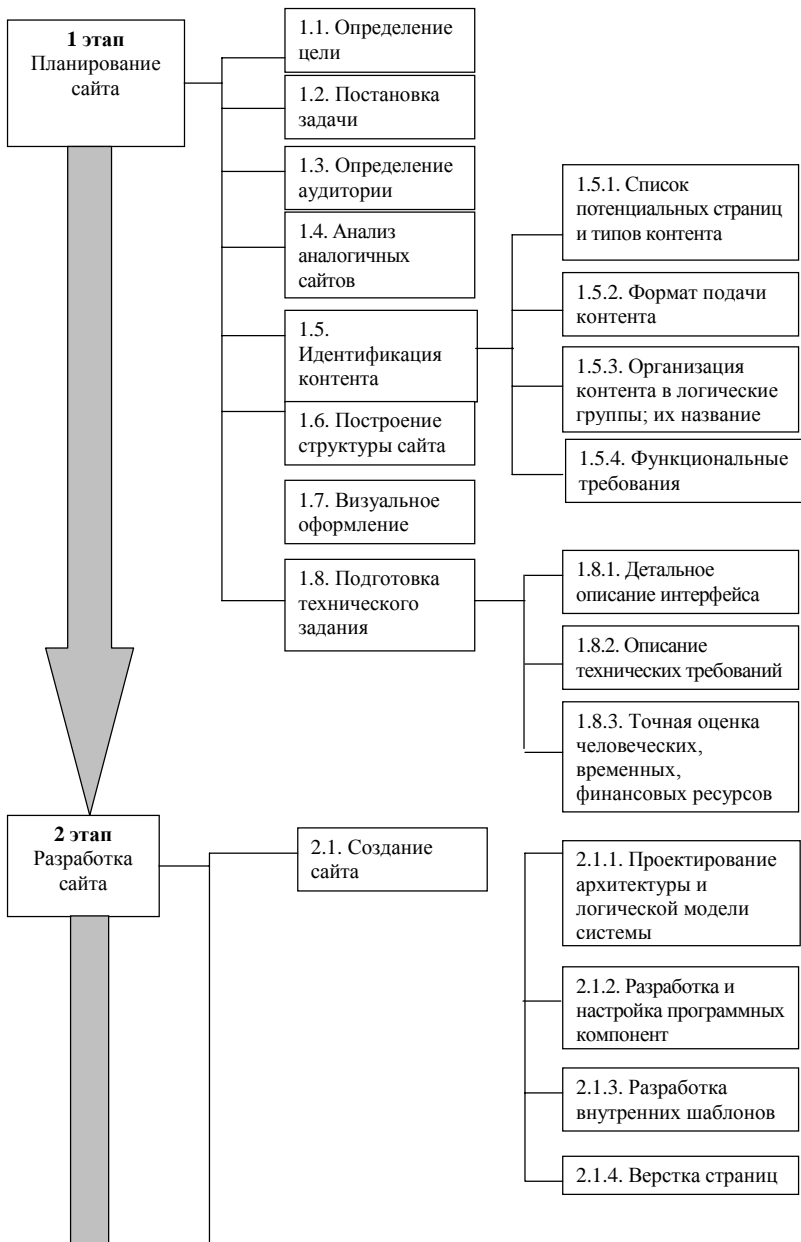 1 этап
Планирование
сайта
1.1. Определение
цели
1.2. Постановка
задачи
1.3. Определение
аудитории
1.4. Анализ
аналогичных
сайтов
1.5.
Идентификация
контента
1.5.1. Список
потенциальных страниц
и типов контента
1.5.2. Формат подачи
контента
1.5.3. Организация
контента в логические
группы; их название
1.5.4. Функциональные
требования
1.6. Построение
структуры сайта
1.7. Визуальное
оформление
1.8. Подготовка
технического
задания
1.8.1. Детальное
описание интерфейса
1.8.2. Описание
технических требований
1.8.3. Точная оценка
человеческих,
временных,
финансовых ресурсов
2 этап
Разработка
сайта
2.1. Создание
сайта
2.1.1. Проектирование
архитектуры и
логической модели
системы
2.1.2. Разработка и
настройка программных
компонент
2.1.3. Разработка
внутренних шаблонов
2.1.4. Верстка страниц